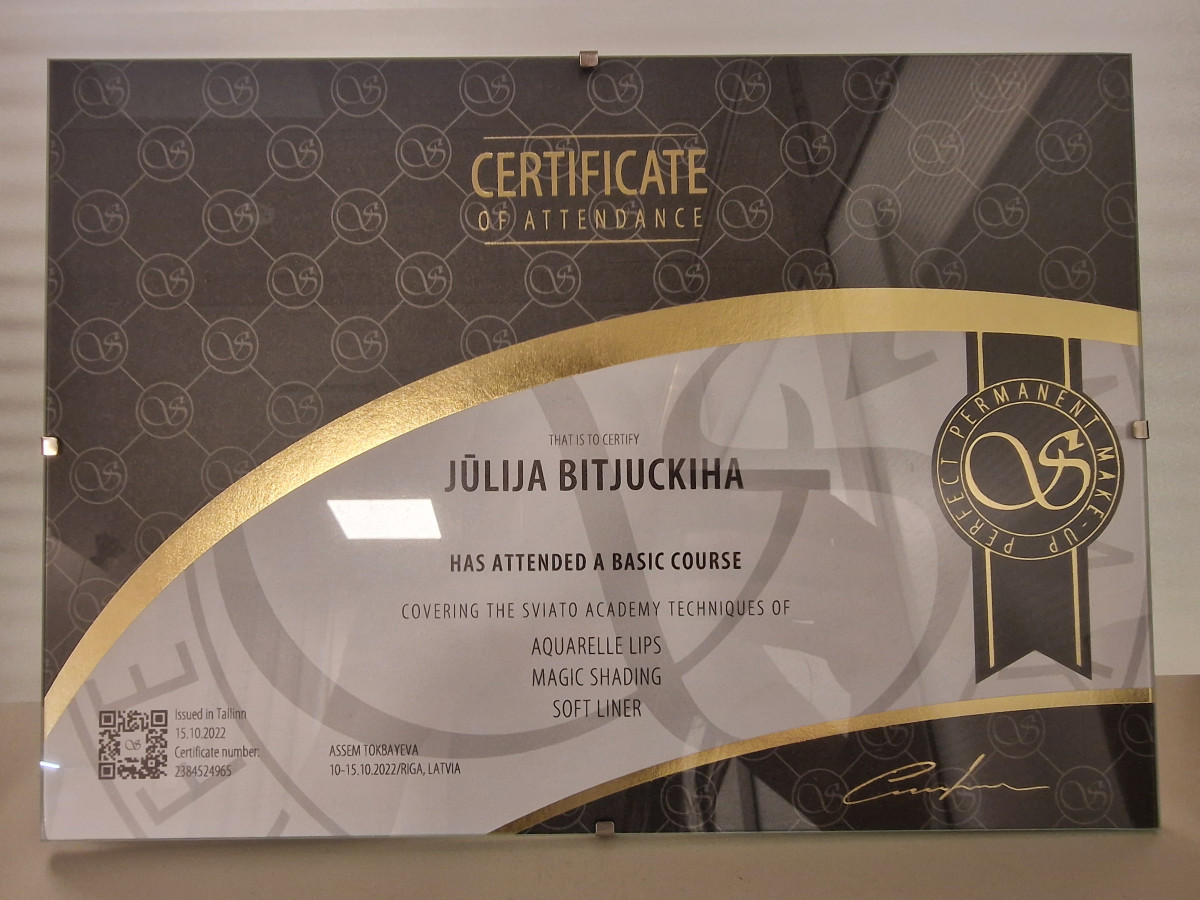 CERTIFICATE
OF ATTENDANCE
THAT IS TO CERTIFY
JŪLIJA BITJUCKIHA
HAS ATTENDED A BASIC COURSE
COVERING THE SVIATO ACADEMY TECHNIQUES OF
AQUARELLE LIPS
MAGIC SHADING
SOFT LINER
PERFECT PERMANENT MAKE-UP
Issued in Tallinn
15.10.2022
Certificate number:
2384524965
ASSEM TOKBAYEVA
10-15.10.2022/RIGA, LATVIA